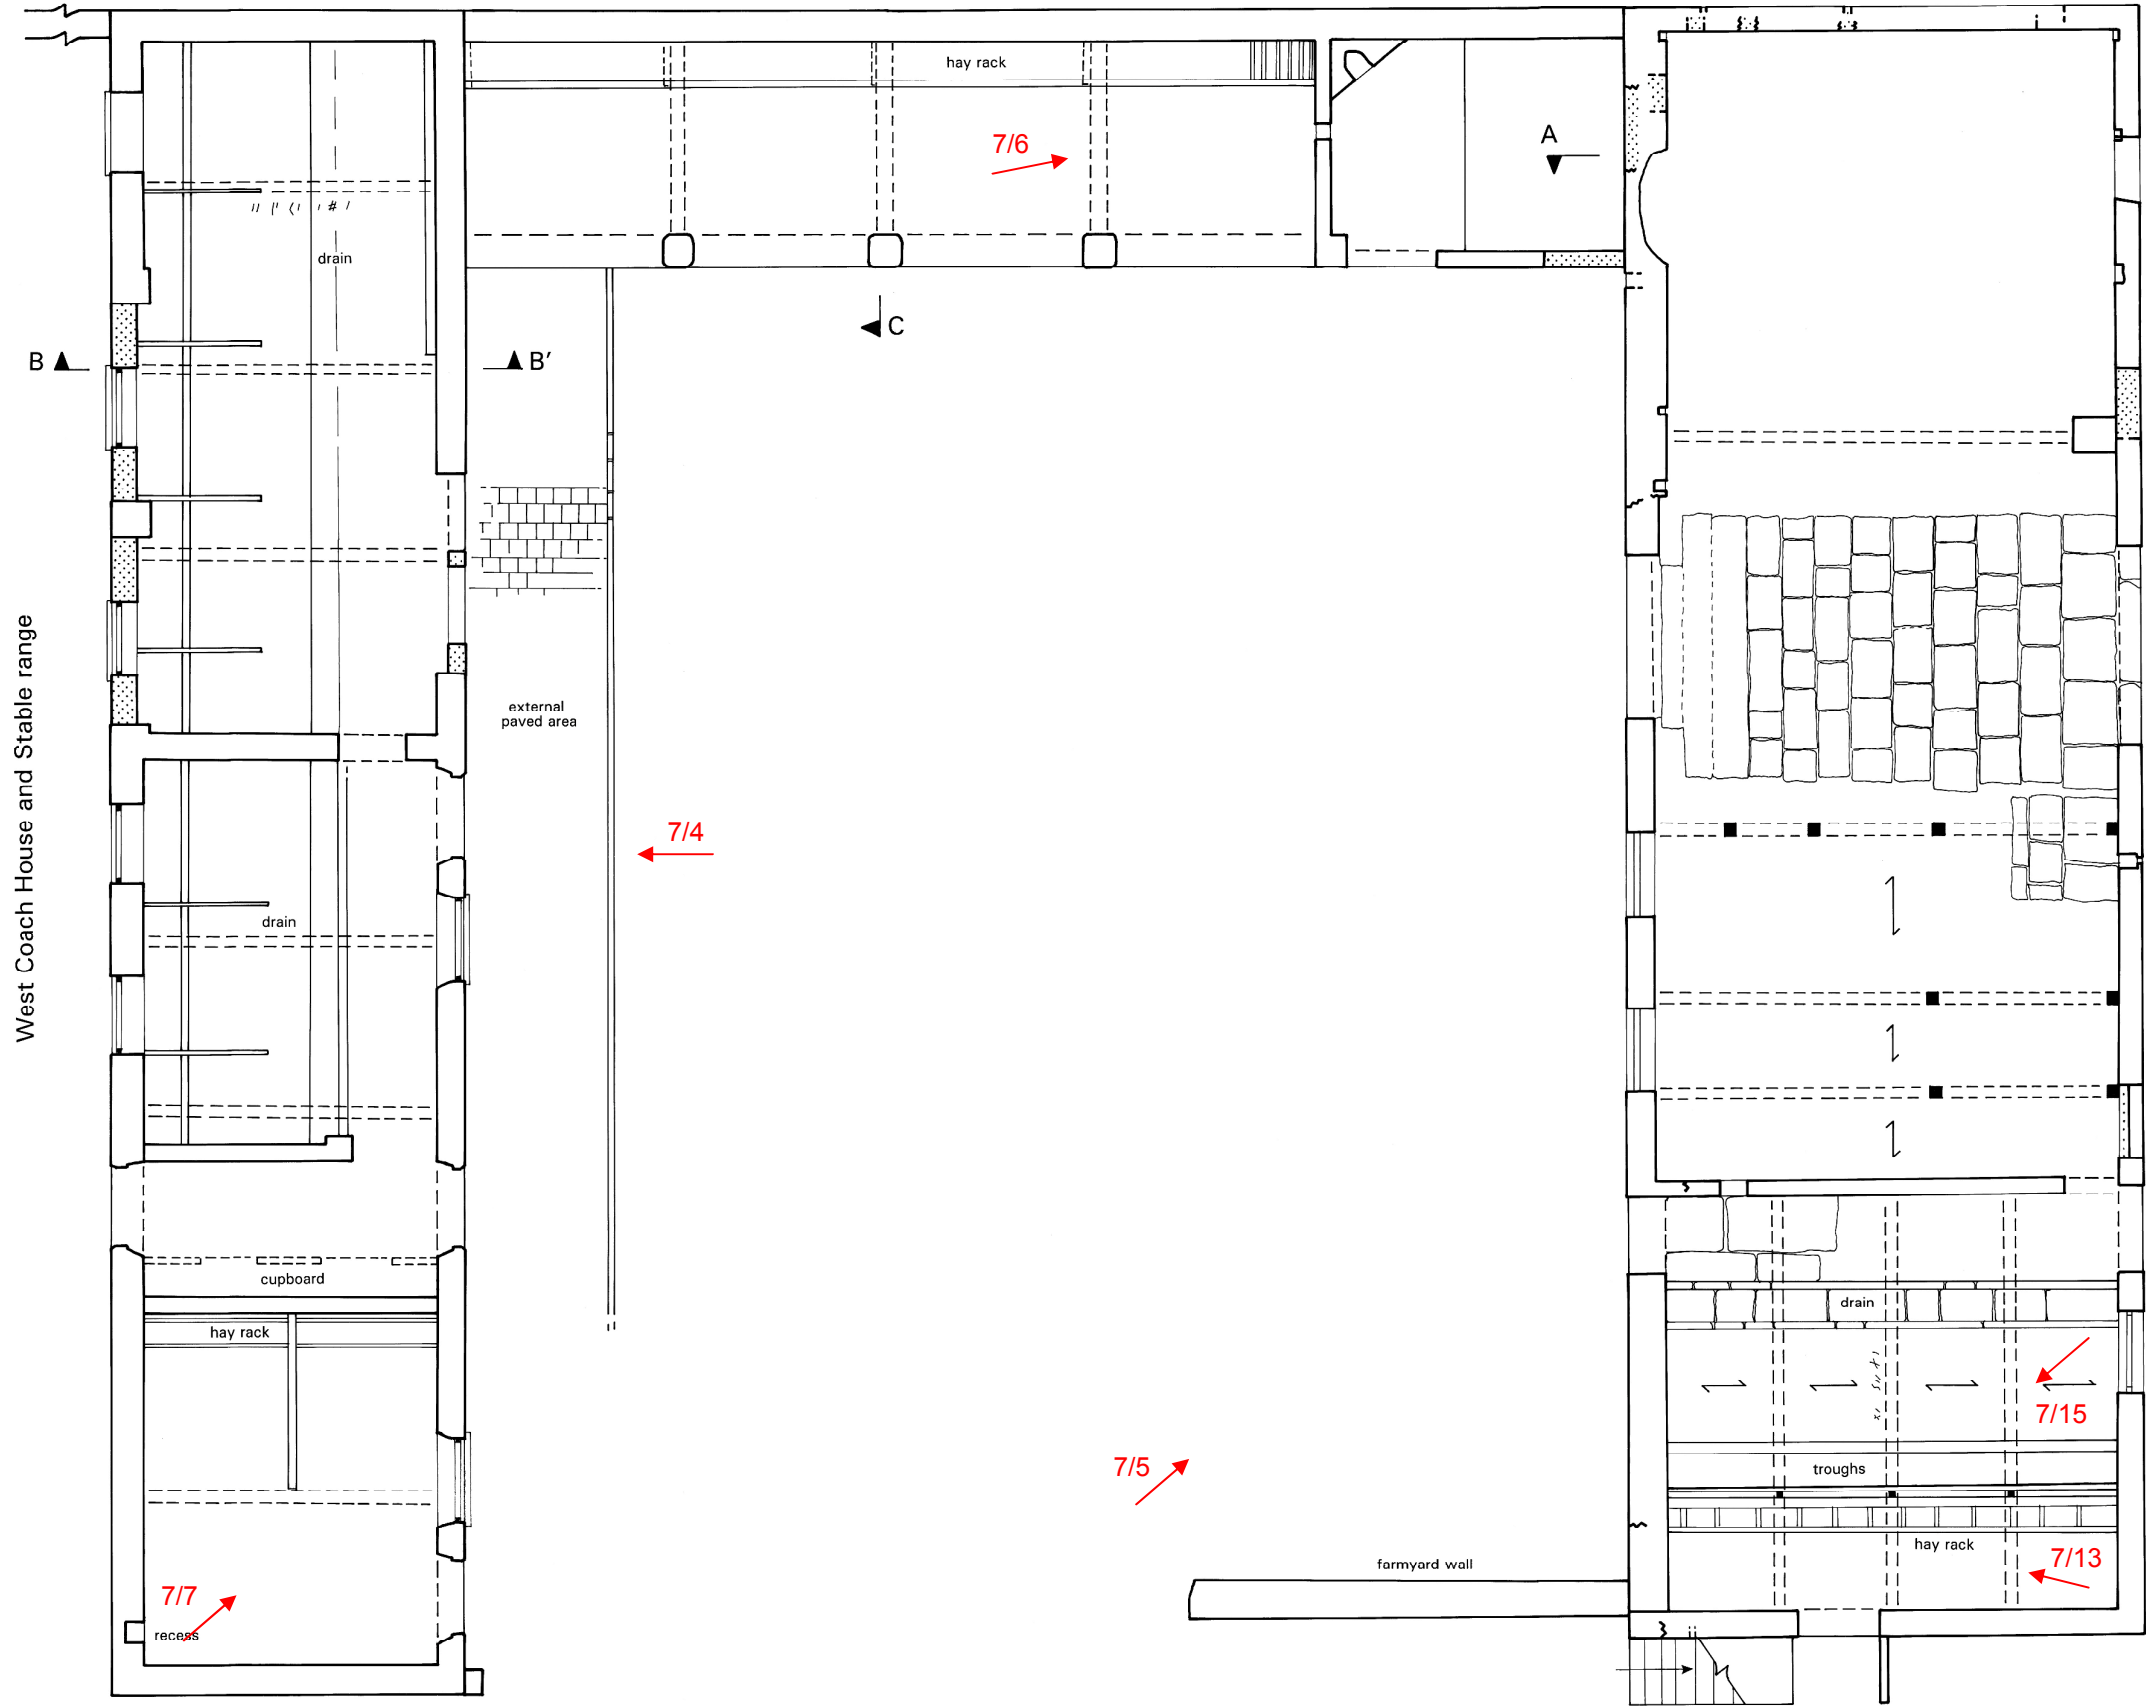 hay rack
7/6
A
drain
C
B
B′
West Coach House and Stable range
external
paved area
7/4
drain
cupboard
hay rack
drain
7/15
troughs
7/5
hay rack
7/13
farmyard wall
7/7
recess